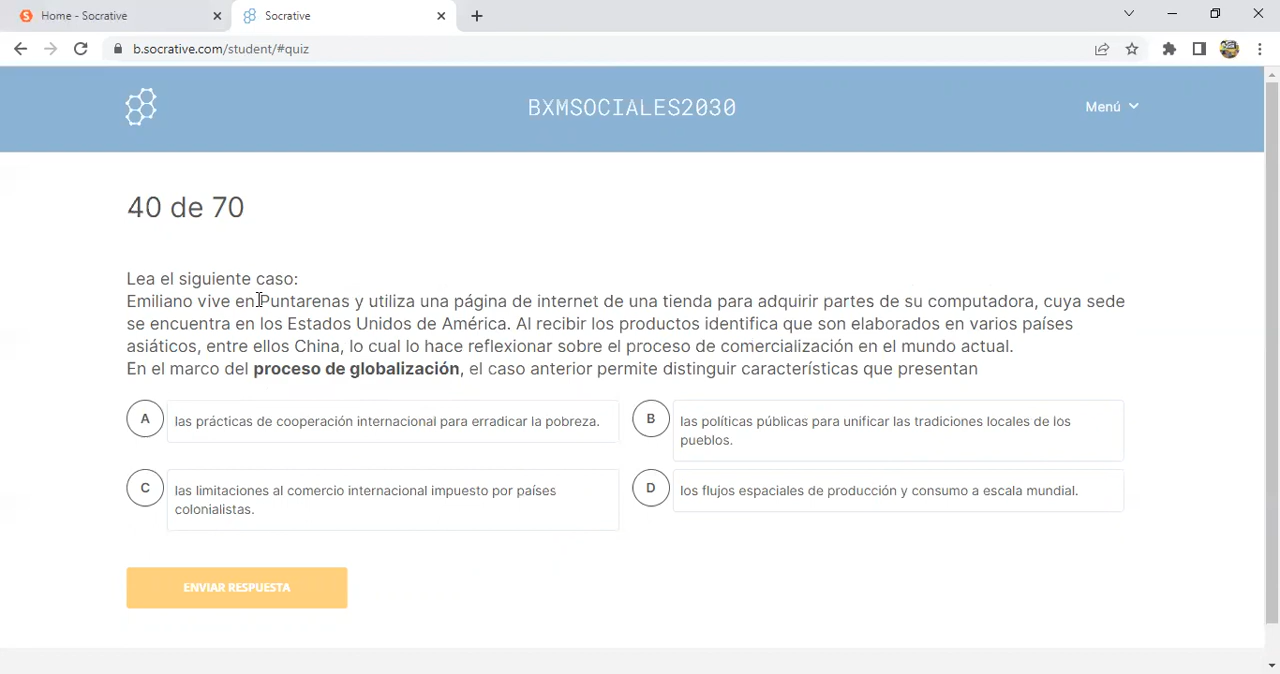 Home - Socrative
Socrative
b.socrative.com/student/#quiz
BXMSOCIALES2030
Menú
40 de 70
Lea el siguiente caso:
Emiliano vive en Puntarenas y utiliza una página de internet de una tienda para adquirir partes de su computadora, cuya sede
se encuentra en los Estados Unidos de América. Al recibir los productos identifica que son elaborados en varios países
asiáticos, entre ellos China, lo cual lo hace reflexionar sobre el proceso de comercialización en el mundo actual.
En el marco del proceso de globalización, el caso anterior permite distinguir características que presentan
A
las prácticas de cooperación internacional para erradicar la pobreza.
B
las políticas públicas para unificar las tradiciones locales de los
pueblos.
C
las limitaciones al comercio internacional impuesto por países
colonialistas.
D
los flujos espaciales de producción y consumo a escala mundial.
ENVIAR RESPUESTA